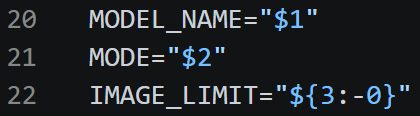 20 MODEL_NAME="$1"
21 MODE="$2"
22 IMAGE_LIMIT="${3:-0}"